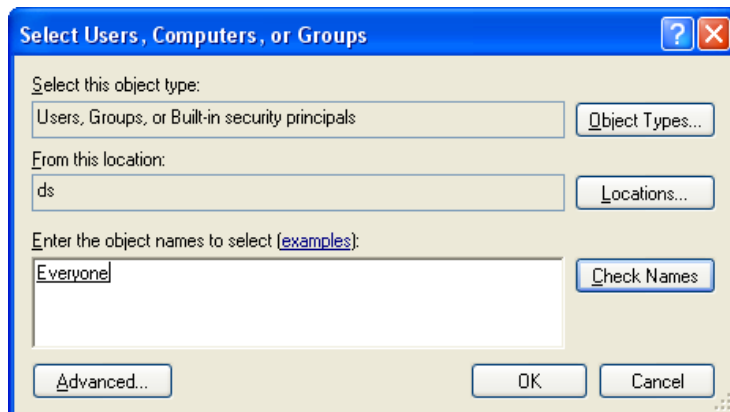 Select Users, Computers, or Groups
Select this object type:
Users, Groups, or Built-in security principals
Object Types...
From this location:
ds
Locations...
Enter the object names to select (examples):
Everyone
Check Names
Advanced...
OK
Cancel